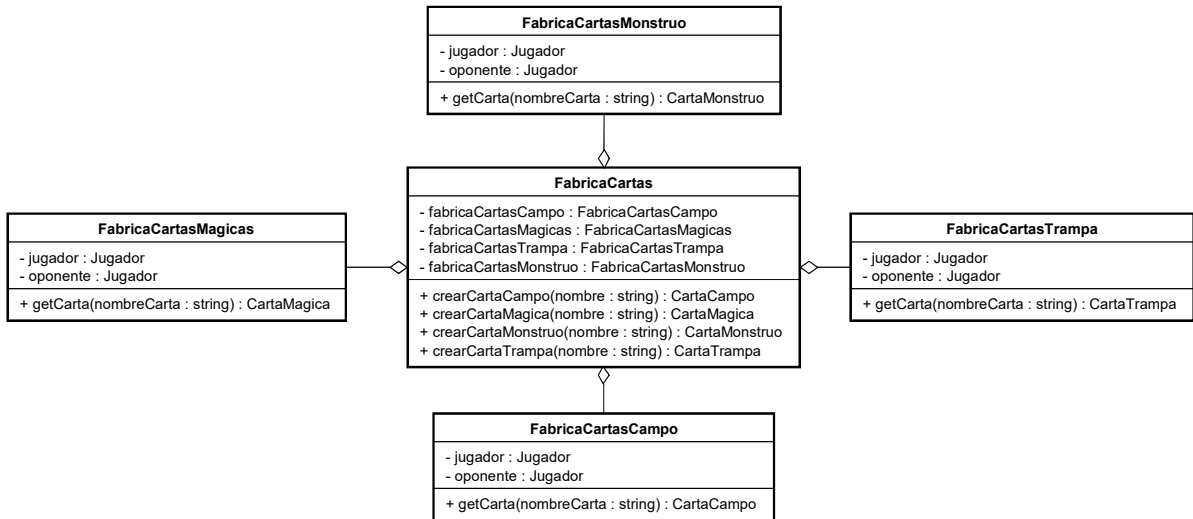 FabricaCartasMonstruo
- jugador : Jugador
- oponente : Jugador
+ getCarta(nombreCarta : string) : CartaMonstruo
FabricaCartas
- fabricaCartasCampo : FabricaCartasCampo
- fabricaCartasMagicas : FabricaCartasMagicas
- fabricaCartasTrampa : FabricaCartasTrampa
- fabricaCartasMonstruo : FabricaCartasMonstruo
+ crearCartaCampo(nombre : string) : CartaCampo
+ crearCartaMagica(nombre : string) : CartaMagica
+ crearCartaMonstruo(nombre : string) : CartaMonstruo
+ crearCartaTrampa(nombre : string) : CartaTrampa
FabricaCartasMagicas
- jugador : Jugador
- oponente : Jugador
+ getCarta(nombreCarta : string) : CartaMagica
FabricaCartasTrampa
- jugador : Jugador
- oponente : Jugador
+ getCarta(nombreCarta : string) : CartaTrampa
FabricaCartasCampo
- jugador : Jugador
- oponente : Jugador
+ getCarta(nombreCarta : string) : CartaCampo